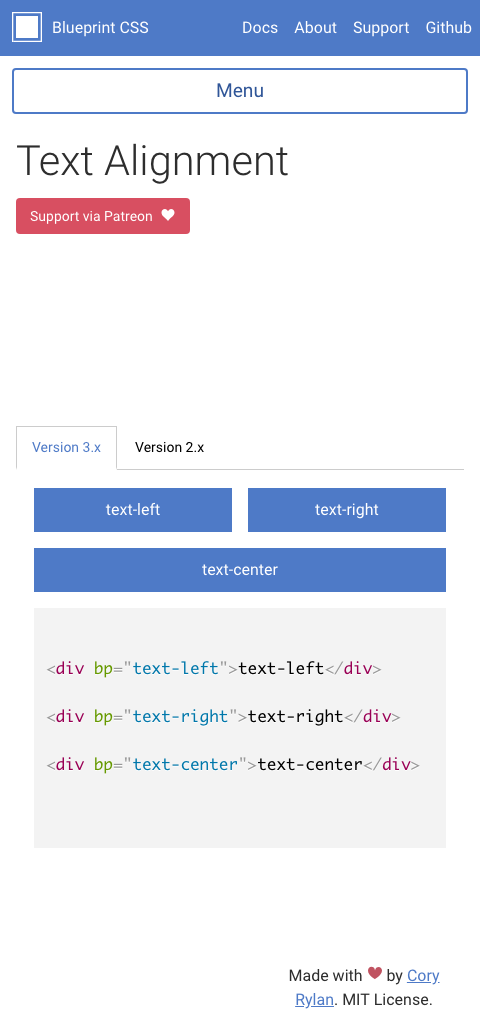 Blueprint CSS Docs About Support Github
Menu
Text Alignment
Support via Patreon
Version 3.x Version 2.x
text-left text-right
text-center
<div bp="text-left">text-left</div>
<div bp="text-right">text-right</div>
<div bp="text-center">text-center</div>
Made with by Cory
Rylan. MIT License.